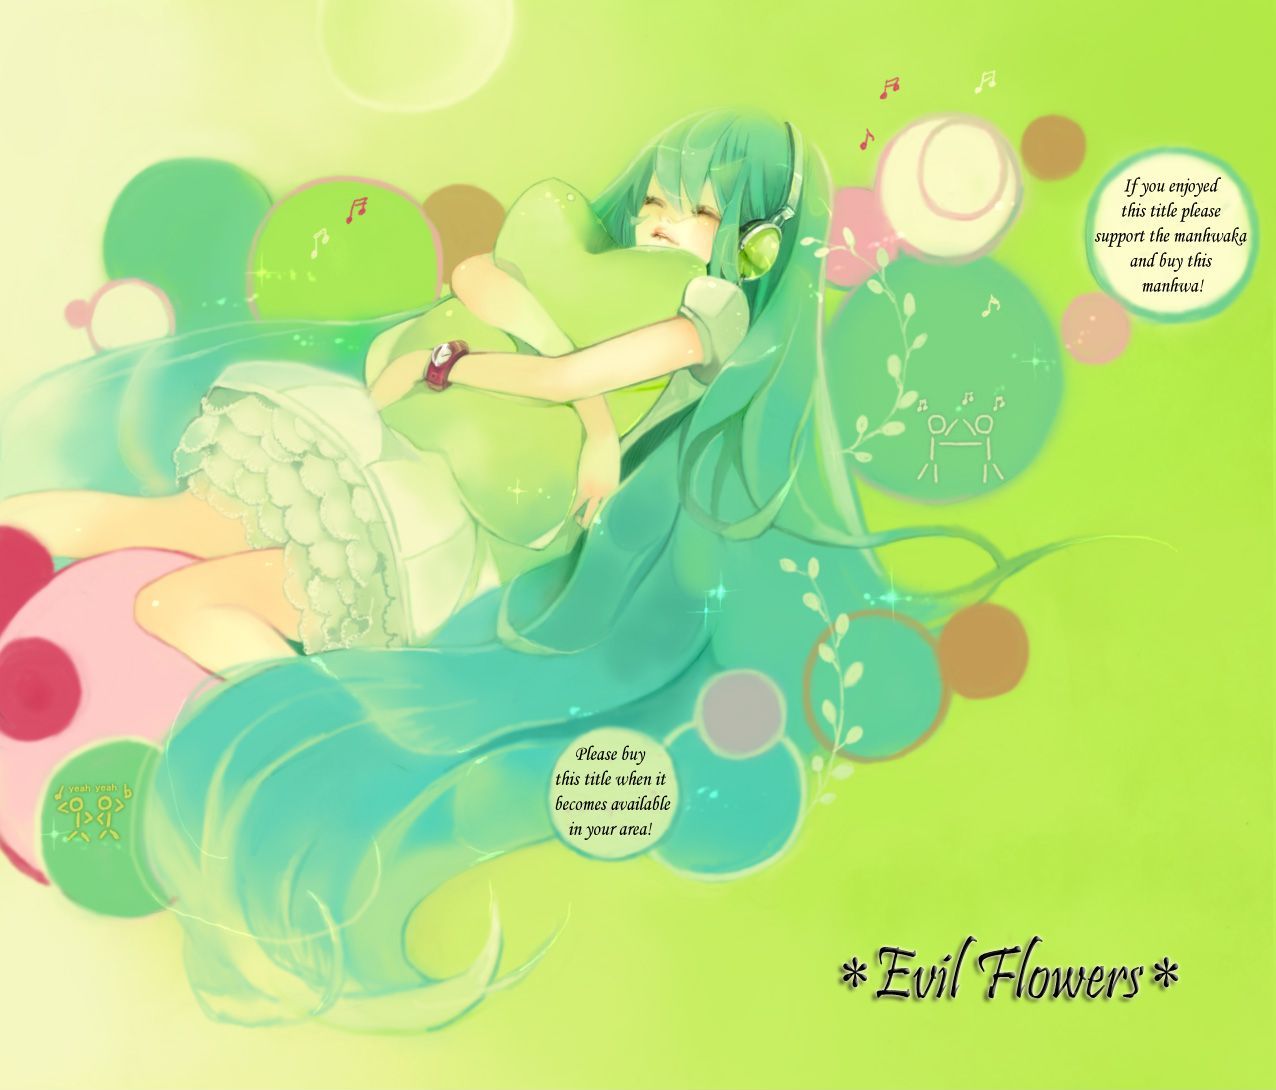 If you enjoyed
this title please
support the manhwaka
and buy this
manhwa!
yeah yeah
Please buy
this title when it
becomes available
in your area!
*Evil Flowers*